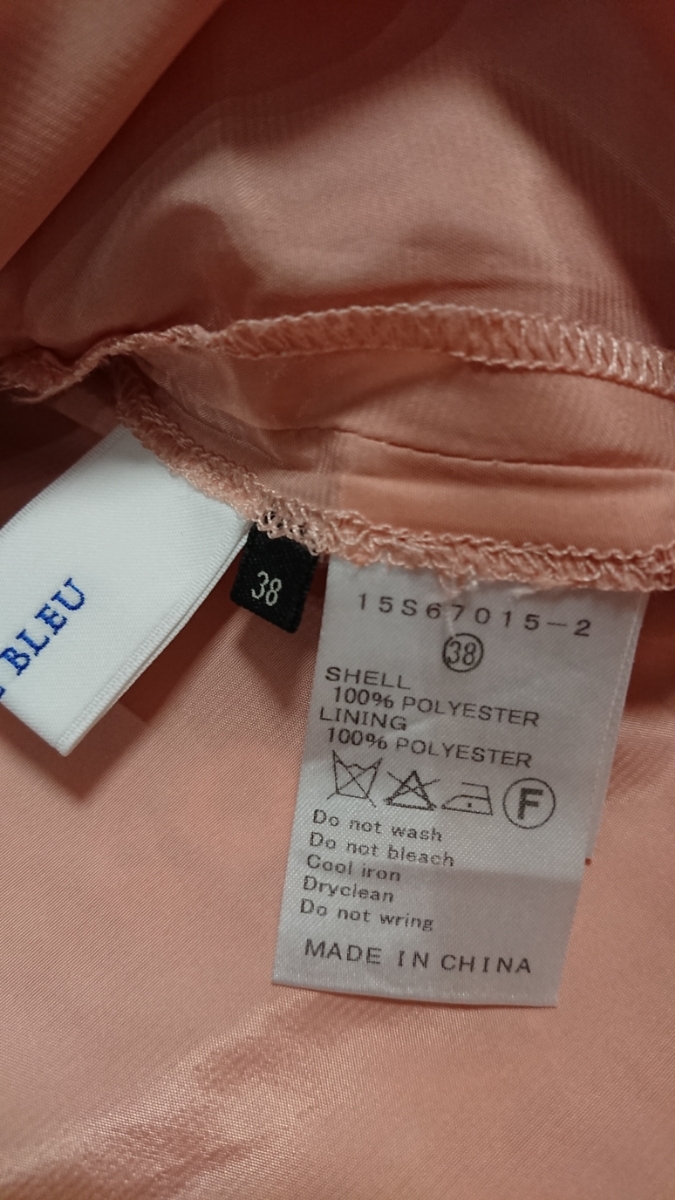 BLEU
38
15S67015-2
38
SHELL
100% POLYESTER
LINING
100% POLYESTER
F
Do not wash
Do not bleach
Cool iron
Dryclean
Do not wring
MADE IN CHINA